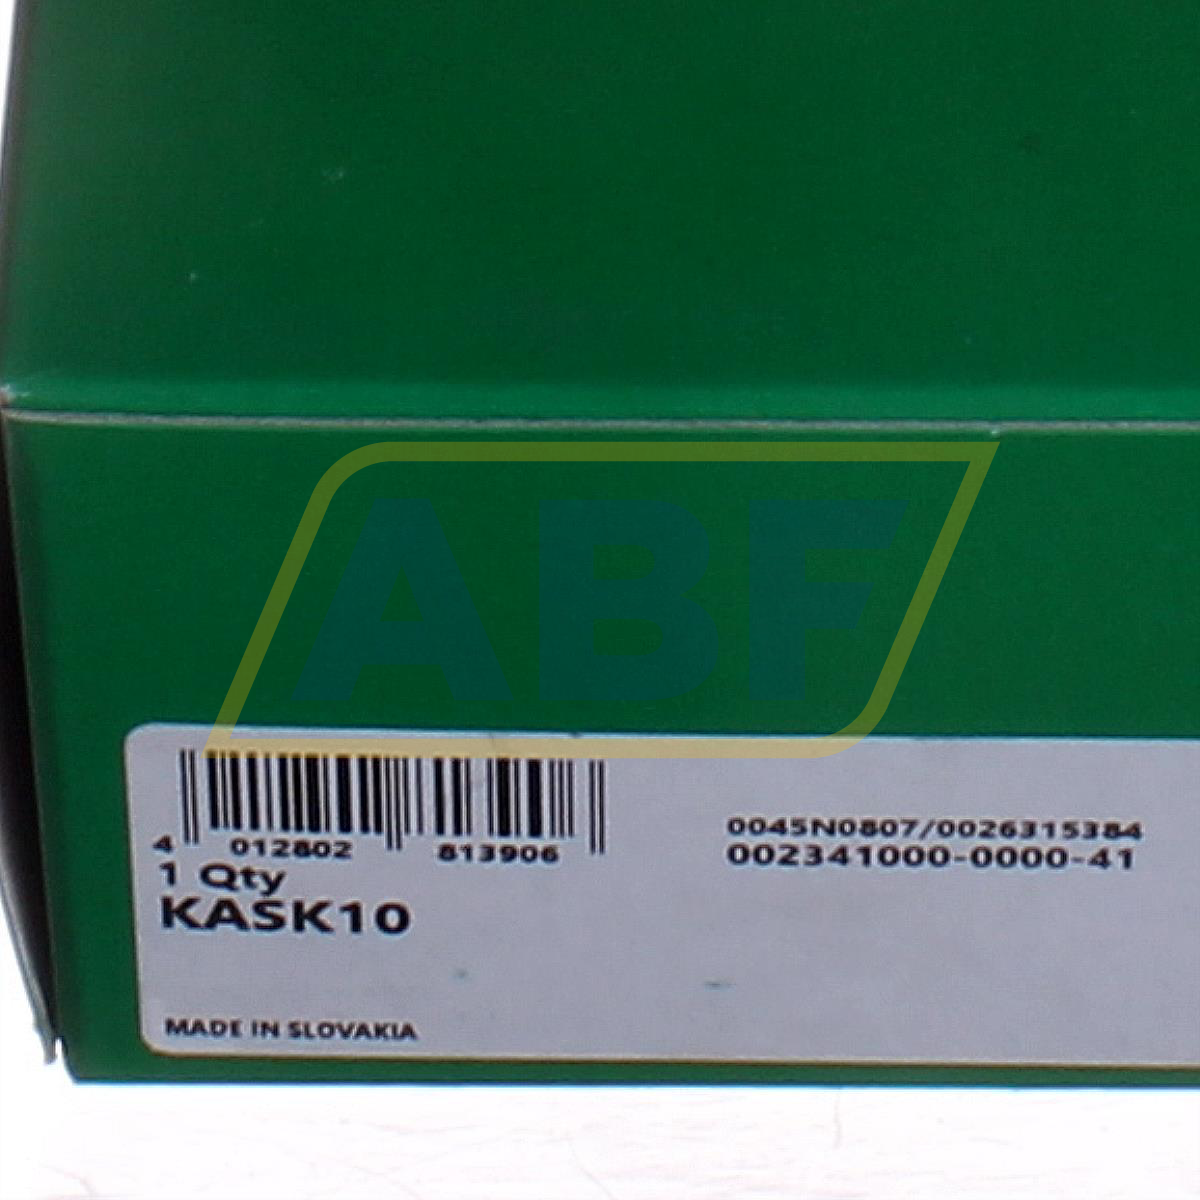 ABF
4 012802 813906
1 Qty
KASK10
MADE IN SLOVAKIA
0045N0807/0026315384
002341000-0000-41